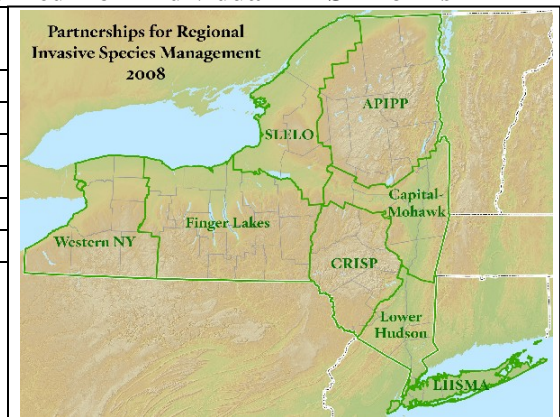 Partnerships for Regional
Invasive Species Management
2008
APIPP
SLELO
Capital-
Mohawk
Finger Lakes
Western NY
CRISP
Lower
Hudson
LIISMA